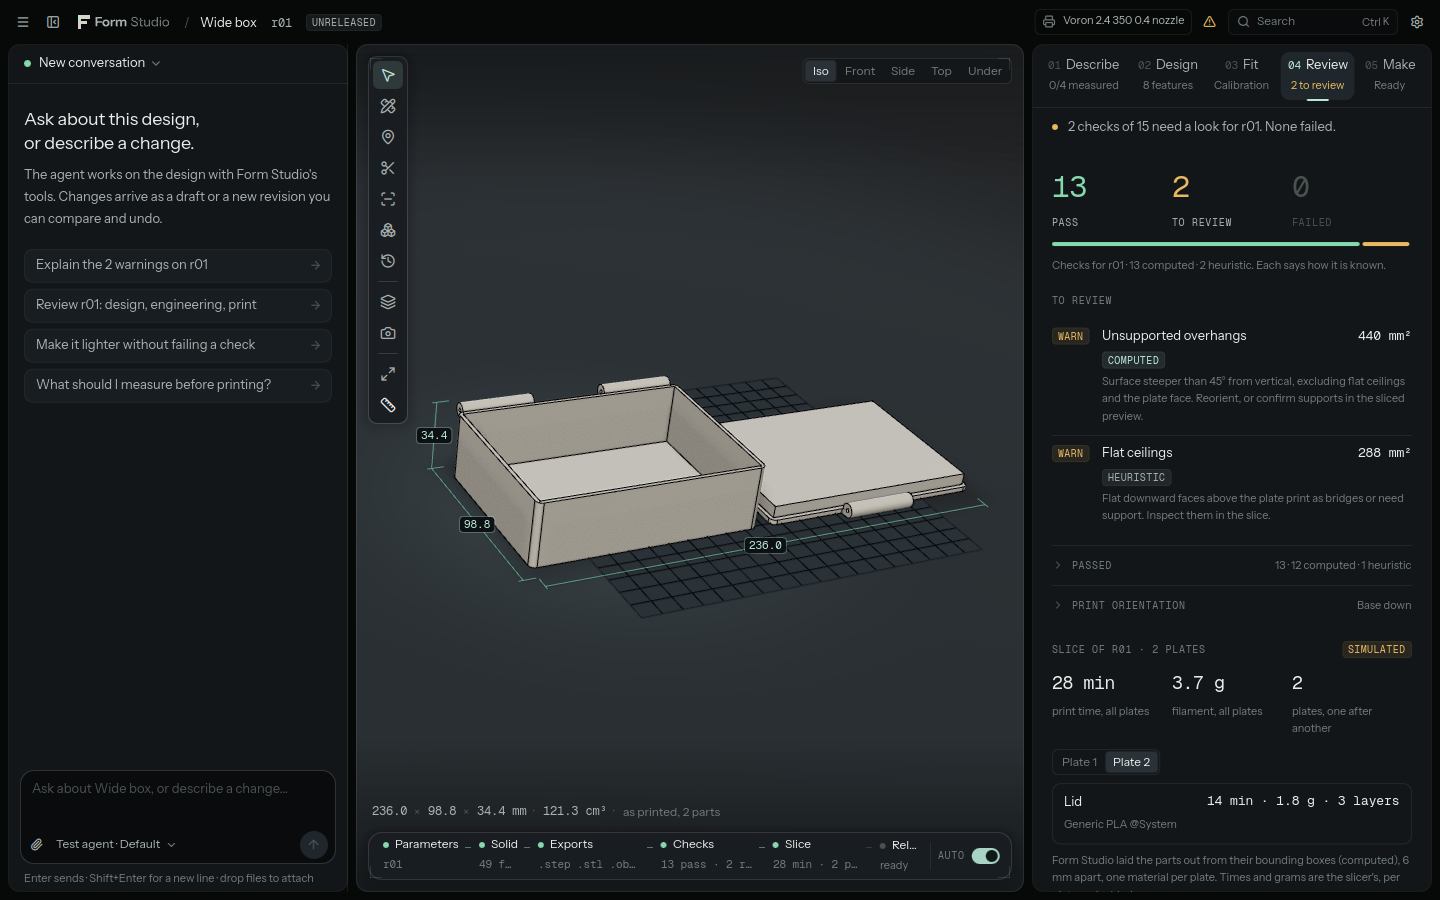 Form Studio / Wide box r01 UNRELEASED
Voron 2.4 350 0.4 nozzle
Search Ctrl K
New conversation
Ask about this design,
or describe a change.
The agent works on the design with Form Studio's
tools. Changes arrive as a draft or a new revision you
can compare and undo.
Explain the 2 warnings on r01
Review r01: design, engineering, print
Make it lighter without failing a check
What should I measure before printing?
Ask about Wide box, or describe a change...
Test agent · Default
Enter sends · Shift+Enter for a new line · drop files to attach
Iso Front Side Top Under
34.4
98.8
236.0
236.0 × 98.8 × 34.4 mm · 121.3 cm³ · as printed, 2 parts
Parameters Solid Exports Checks Slice Rel...
r01 49 f... .step .stl .ob... 13 pass · 2 r... 28 min · 2 p... ready
AUTO
01 Describe 02 Design 03 Fit 04 Review 05 Make
0/4 measured 8 features Calibration 2 to review Ready
2 checks of 15 need a look for r01. None failed.
13 2 0
PASS TO REVIEW FAILED
Checks for r01 · 13 computed · 2 heuristic. Each says how it is known.
TO REVIEW
WARN Unsupported overhangs 440 mm²
COMPUTED
Surface steeper than 45° from vertical, excluding flat ceilings
and the plate face. Reorient, or confirm supports in the sliced
preview.
WARN Flat ceilings 288 mm²
HEURISTIC
Flat downward faces above the plate print as bridges or need
support. Inspect them in the slice.
PASSED 13 · 12 computed · 1 heuristic
PRINT ORIENTATION Base down
SLICE OF R01 · 2 PLATES SIMULATED
28 min 3.7 g 2
print time, all plates filament, all plates plates, one after
another
Plate 1 Plate 2
Lid 14 min · 1.8 g · 3 layers
Generic PLA @System
Form Studio laid the parts out from their bounding boxes (computed), 6
mm apart, one material per plate. Times and grams are the slicer's, per